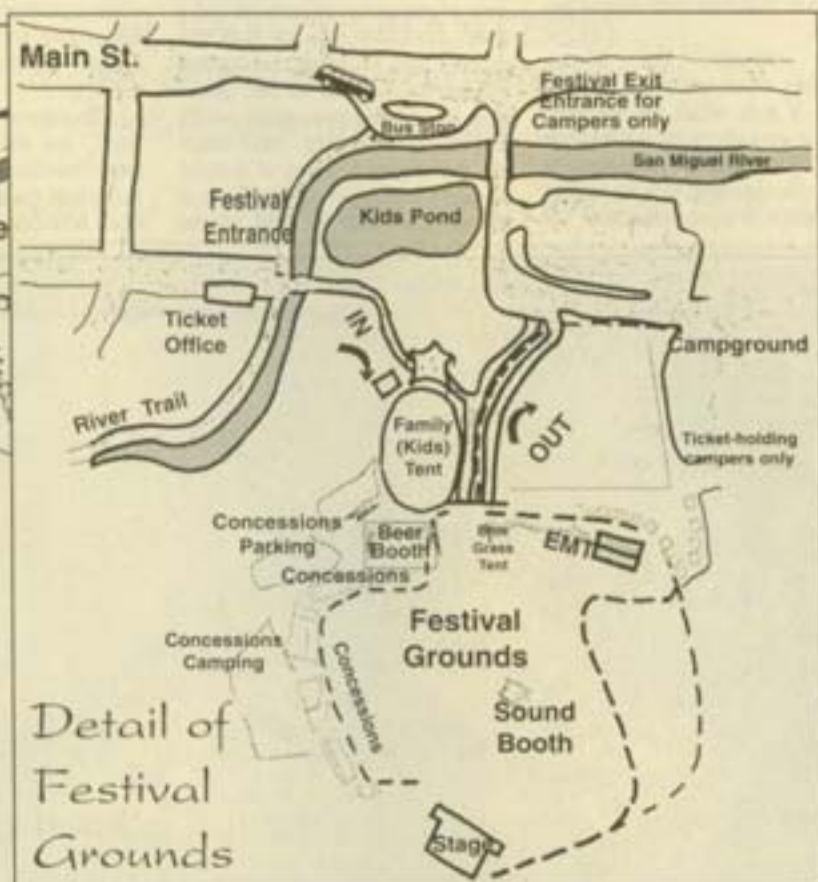 Main St.
Festival Exit
Entrance for
Campers only
Bus Stop
San Miguel River
Festival
Entrance
Kids Pond
Ticket
Office
IN
Campground
River Trail
Family
(Kids)
Tent
OUT
Ticket-holding
campers only
Concessions
Parking
Beer
Booth
Grass
Tent
EMT
Concessions
Festival
Grounds
Concessions
Camping
Concessions
Sound
Booth
Detail of
Festival
Grounds
Stage